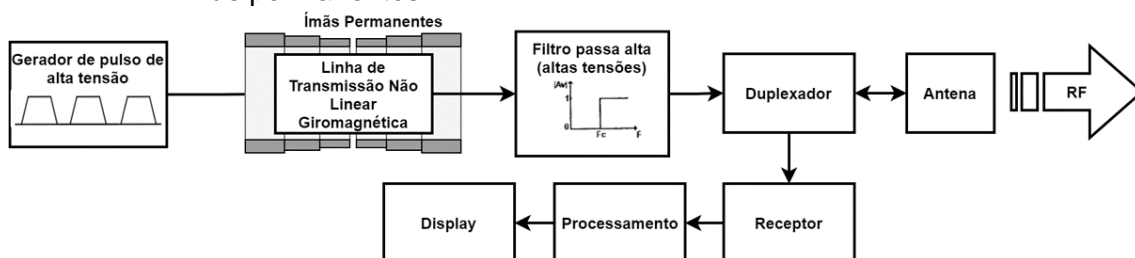 Ímãs Permanentes
Gerador de pulso de
alta tensão
Linha de
Transmissão Não
Linear
Giromagnética
Filtro passa alta
(altas tensões)
|Av|
1
0
Fc
F
Duplexador
Antena
RF
Display
Processamento
Receptor